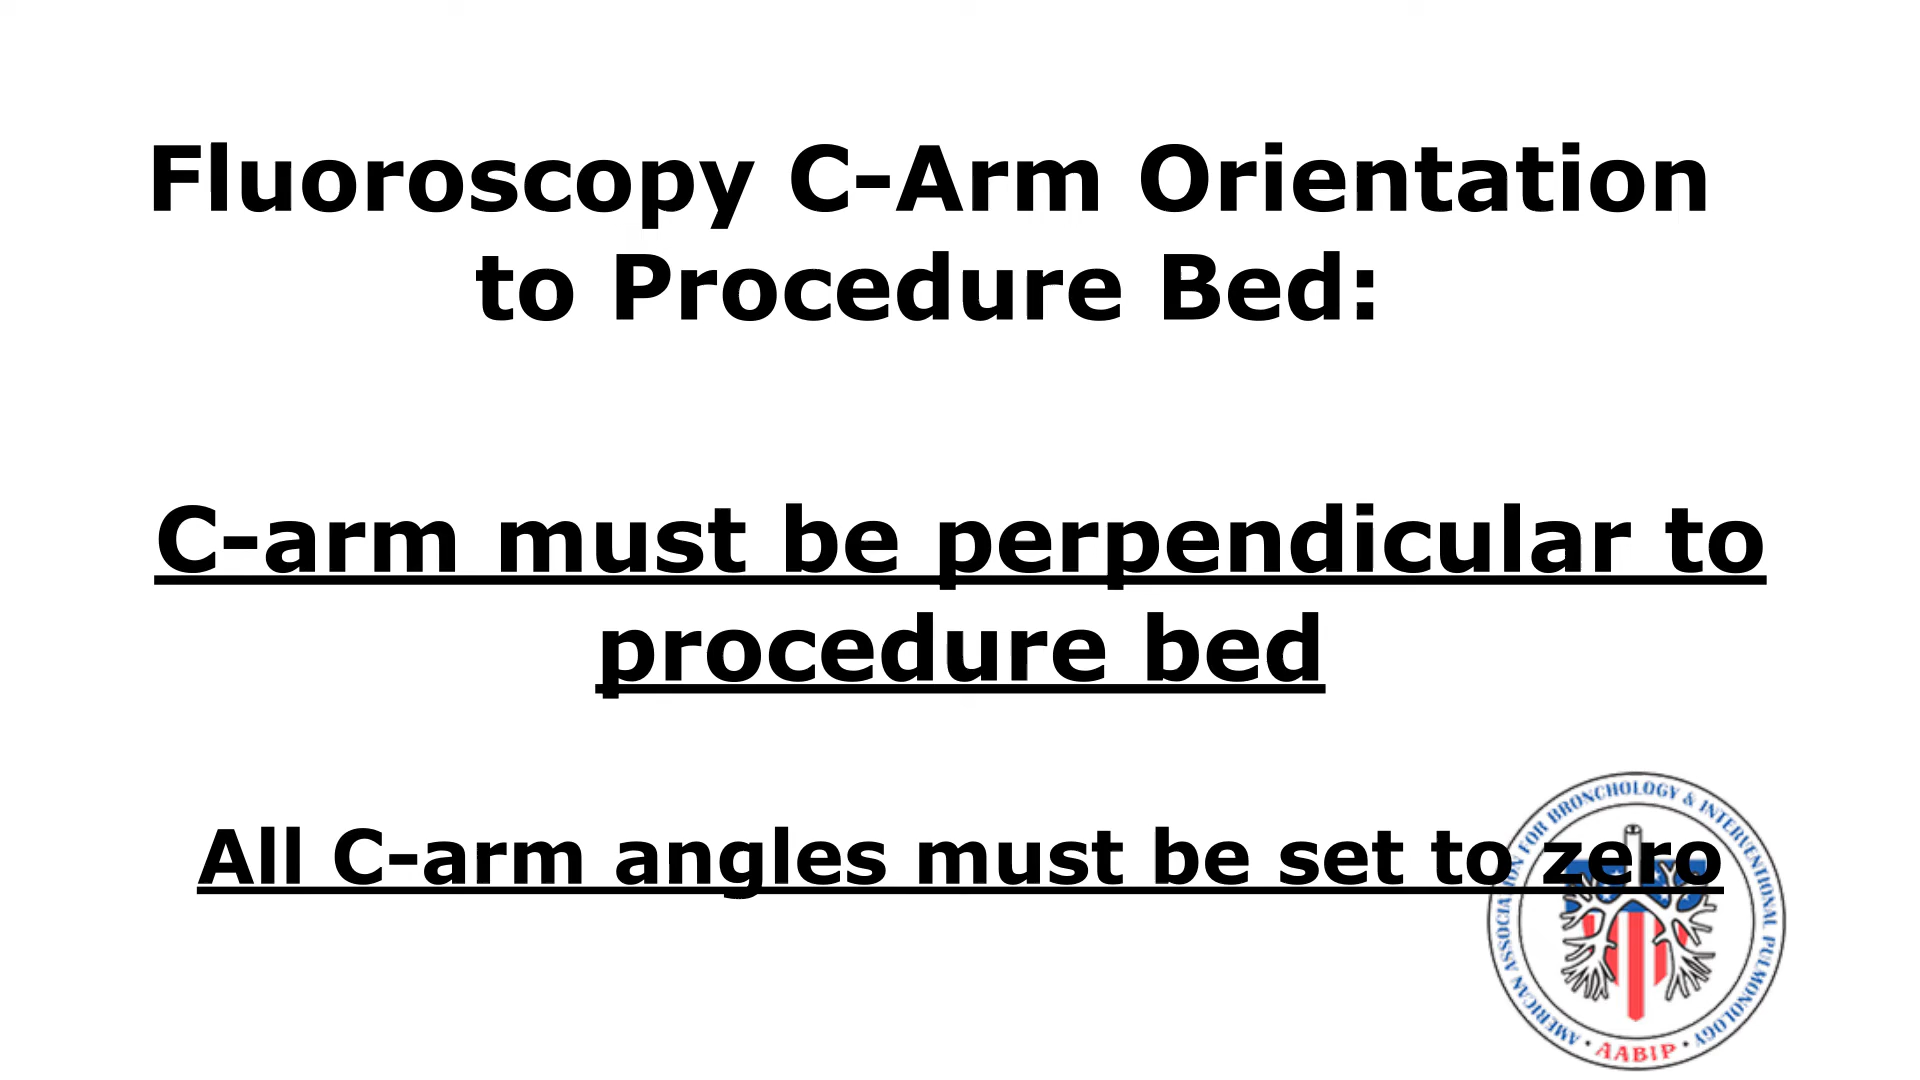 Fluoroscopy C-Arm Orientation
to Procedure Bed:
C-arm must be perpendicular to
procedure bed
All C-arm angles must be set to zero
AMERICAN ASSOCIATION FOR BRONCHOLOGY & INTERVENTIONAL PULMONOLOGY
• AABIP •